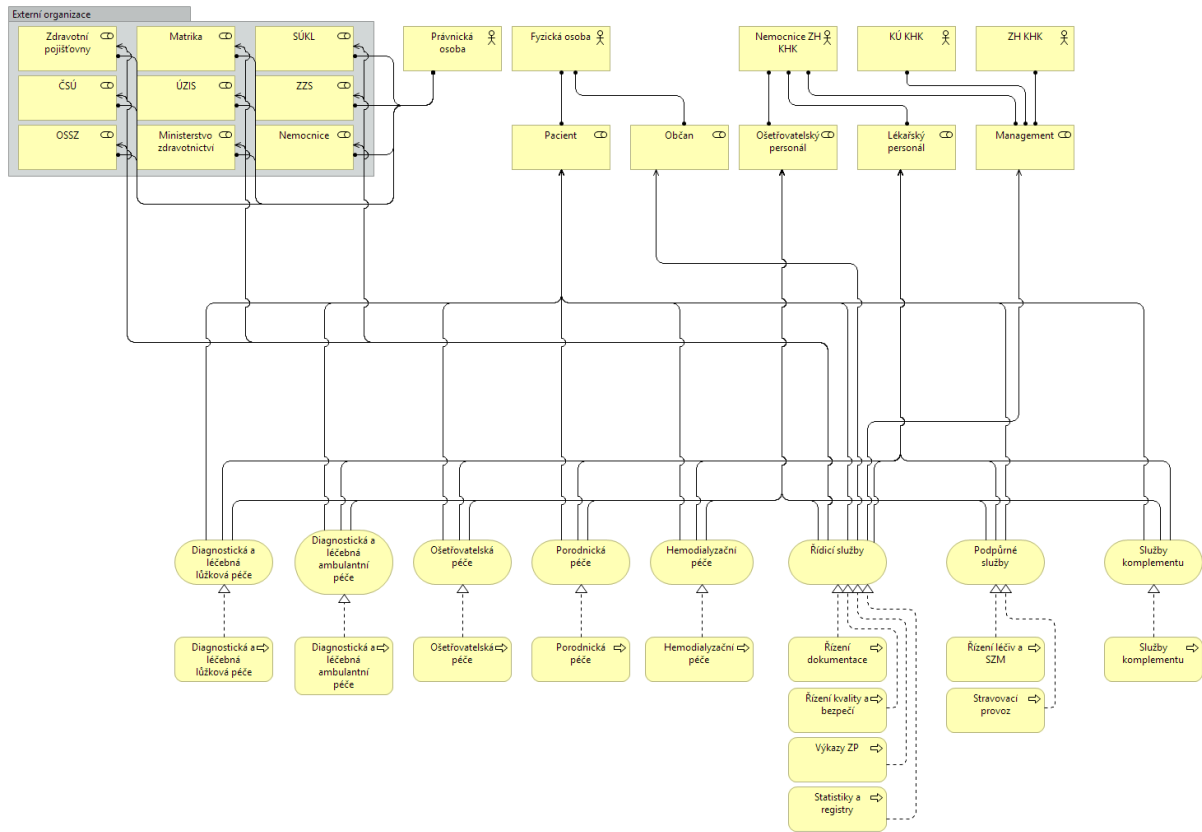 Externí organizace
Zdravotní
pojišťovny
Matrika
SÚKL
Právnická
osoba
Fyzická osoba
Nemocnice ZH
KHK
KÚ KHK
ZH KHK
ČSÚ
ÚZIS
ZZS
OSSZ
Ministerstvo
zdravotnictví
Nemocnice
Pacient
Občan
Ošetřovatelský
personál
Lékařský
personál
Management
Diagnostická a
léčebná
lůžková péče
Diagnostická a
léčebná
ambulantní
péče
Ošetřovatelská
péče
Porodnická
péče
Hemodialyzační
péče
Řídicí služby
Podpůrné
služby
Služby
komplementu
Diagnostická a
léčebná
lůžková péče
Diagnostická a
léčebná
ambulantní
péče
Ošetřovatelská
péče
Porodnická
péče
Hemodialyzační
péče
Řízení
dokumentace
Řízení léčiv a
SZM
Služby
komplementu
Řízení kvality a
bezpečí
Stravovací
provoz
Výkazy ZP
Statistiky a
registry